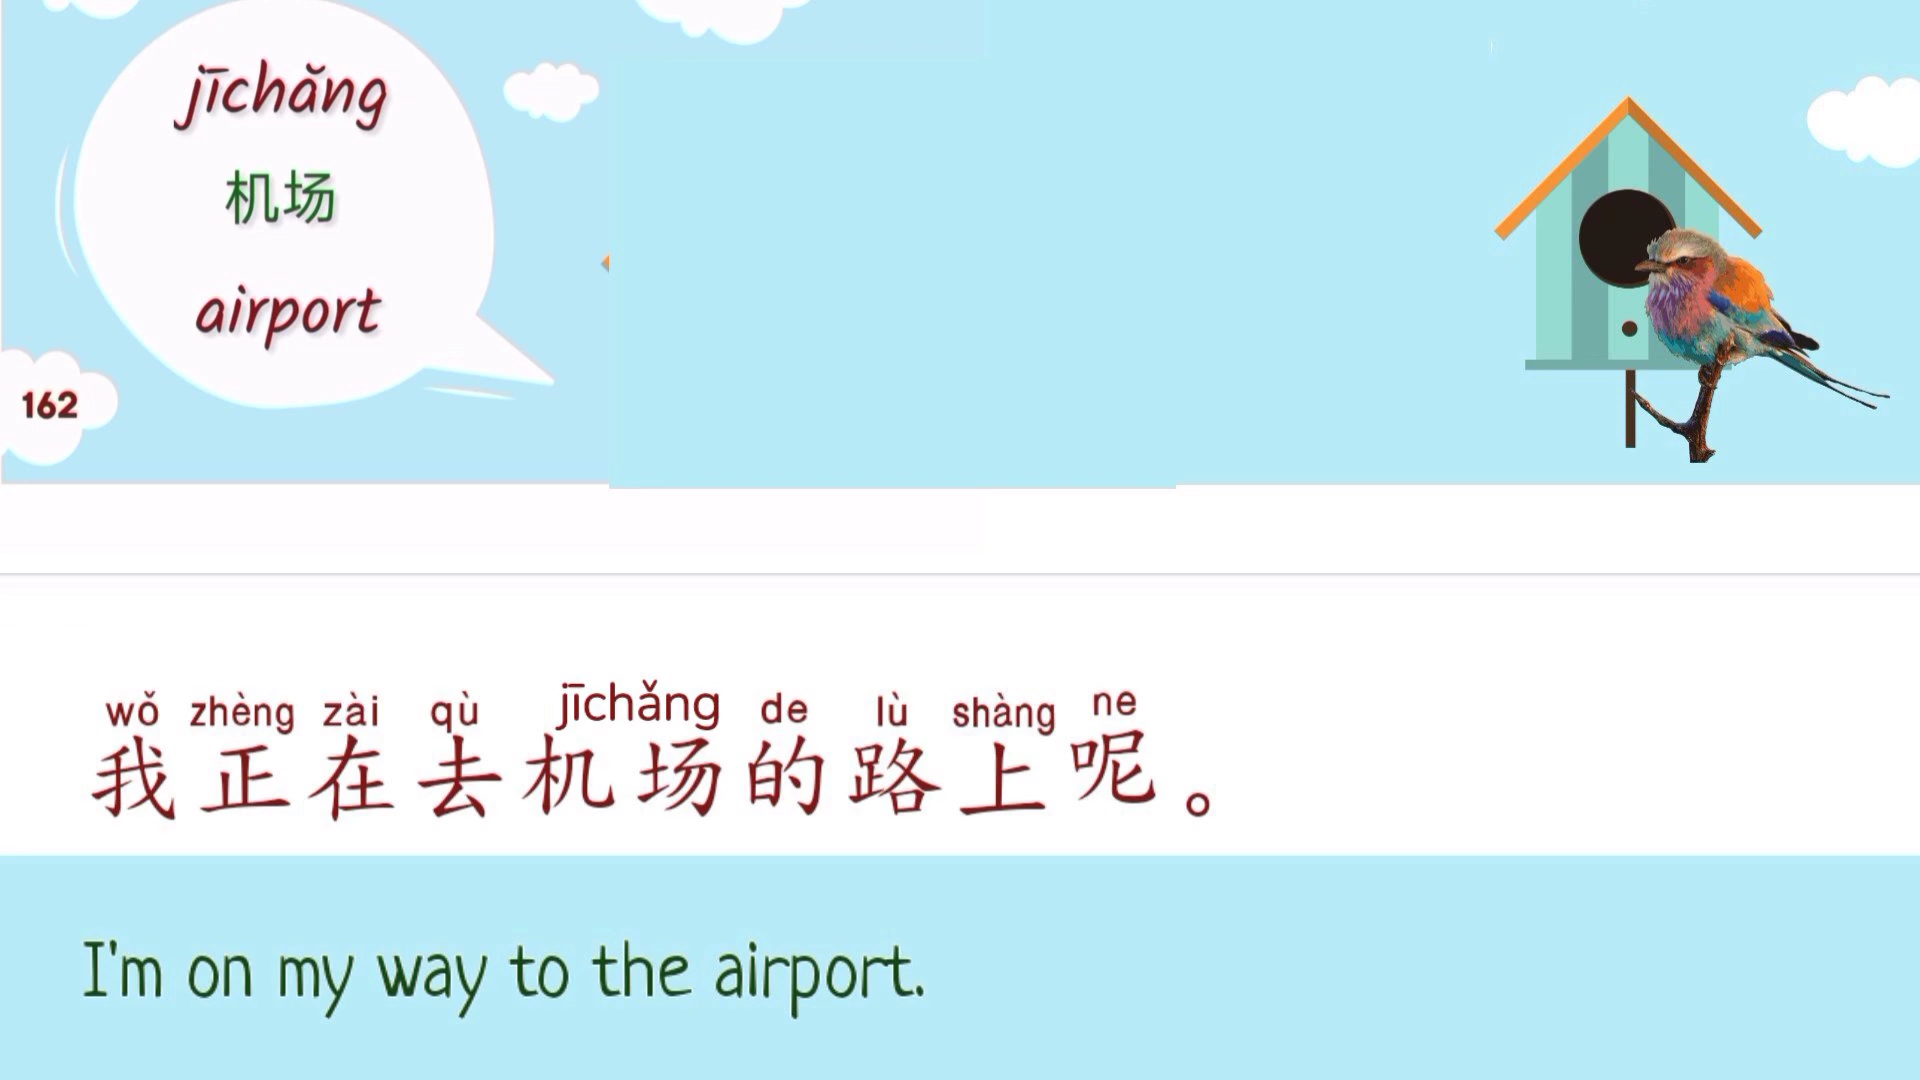 jīchăng
机场
airport
162
wǒ zhèng zài qù jīchǎng de lù shàng ne
我正在去机场的路上呢。
I'm on my way to the airport.